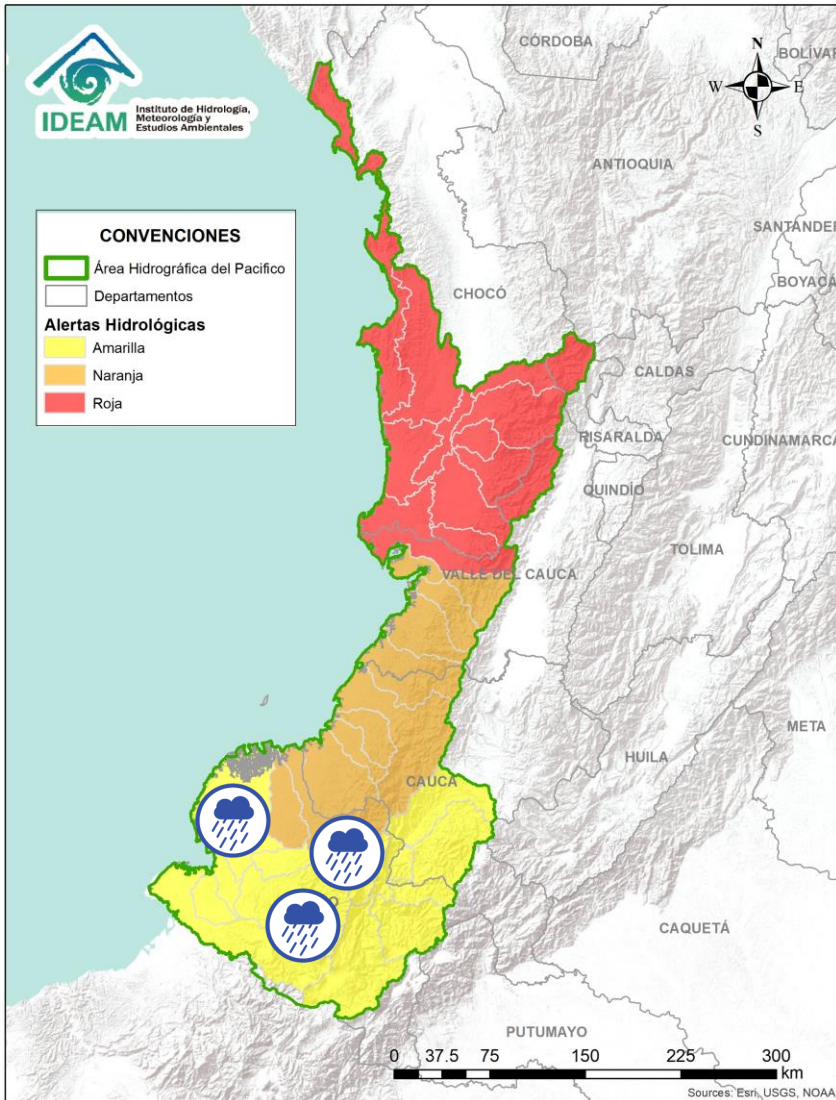 IDEAM
Instituto de Hidrología,
Meteorología y
Estudios Ambientales
CÓRDOBA
BOLÍVAR
N
W
E
S
ANTIOQUIA
SANTANDER
BOYACÁ
CONVENCIONES
Área Hidrográfica del Pacifico
Departamentos
Alertas Hidrológicas
Amarilla
Naranja
Roja
CHOCÓ
CALDAS
RISARALDA
CUNDINAMARCA
QUINDÍO
TOLIMA
VALLE DEL CAUCA
META
HUILA
CAUCA
CAQUETÁ
PUTUMAYO
0 37.5 75 150 225 300
km
Sources: Esri, USGS, NOAA